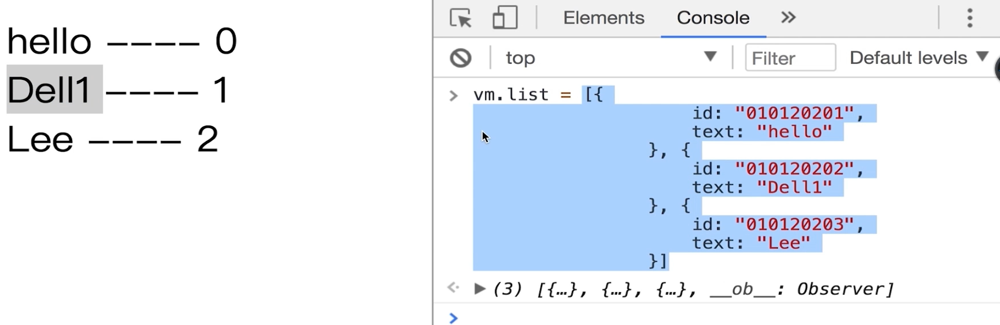 hello ---- 0
Dell1 ---- 1
Lee ---- 2
Elements Console »
top ▼ Filter Default levels ▼
> vm.list = [{
id: "010120201",
text: "hello"
}, {
id: "010120202",
text: "Dell1"
}, {
id: "010120203",
text: "Lee"
}]
▶ (3) [{…}, {…}, {…}, __ob__: Observer]
>